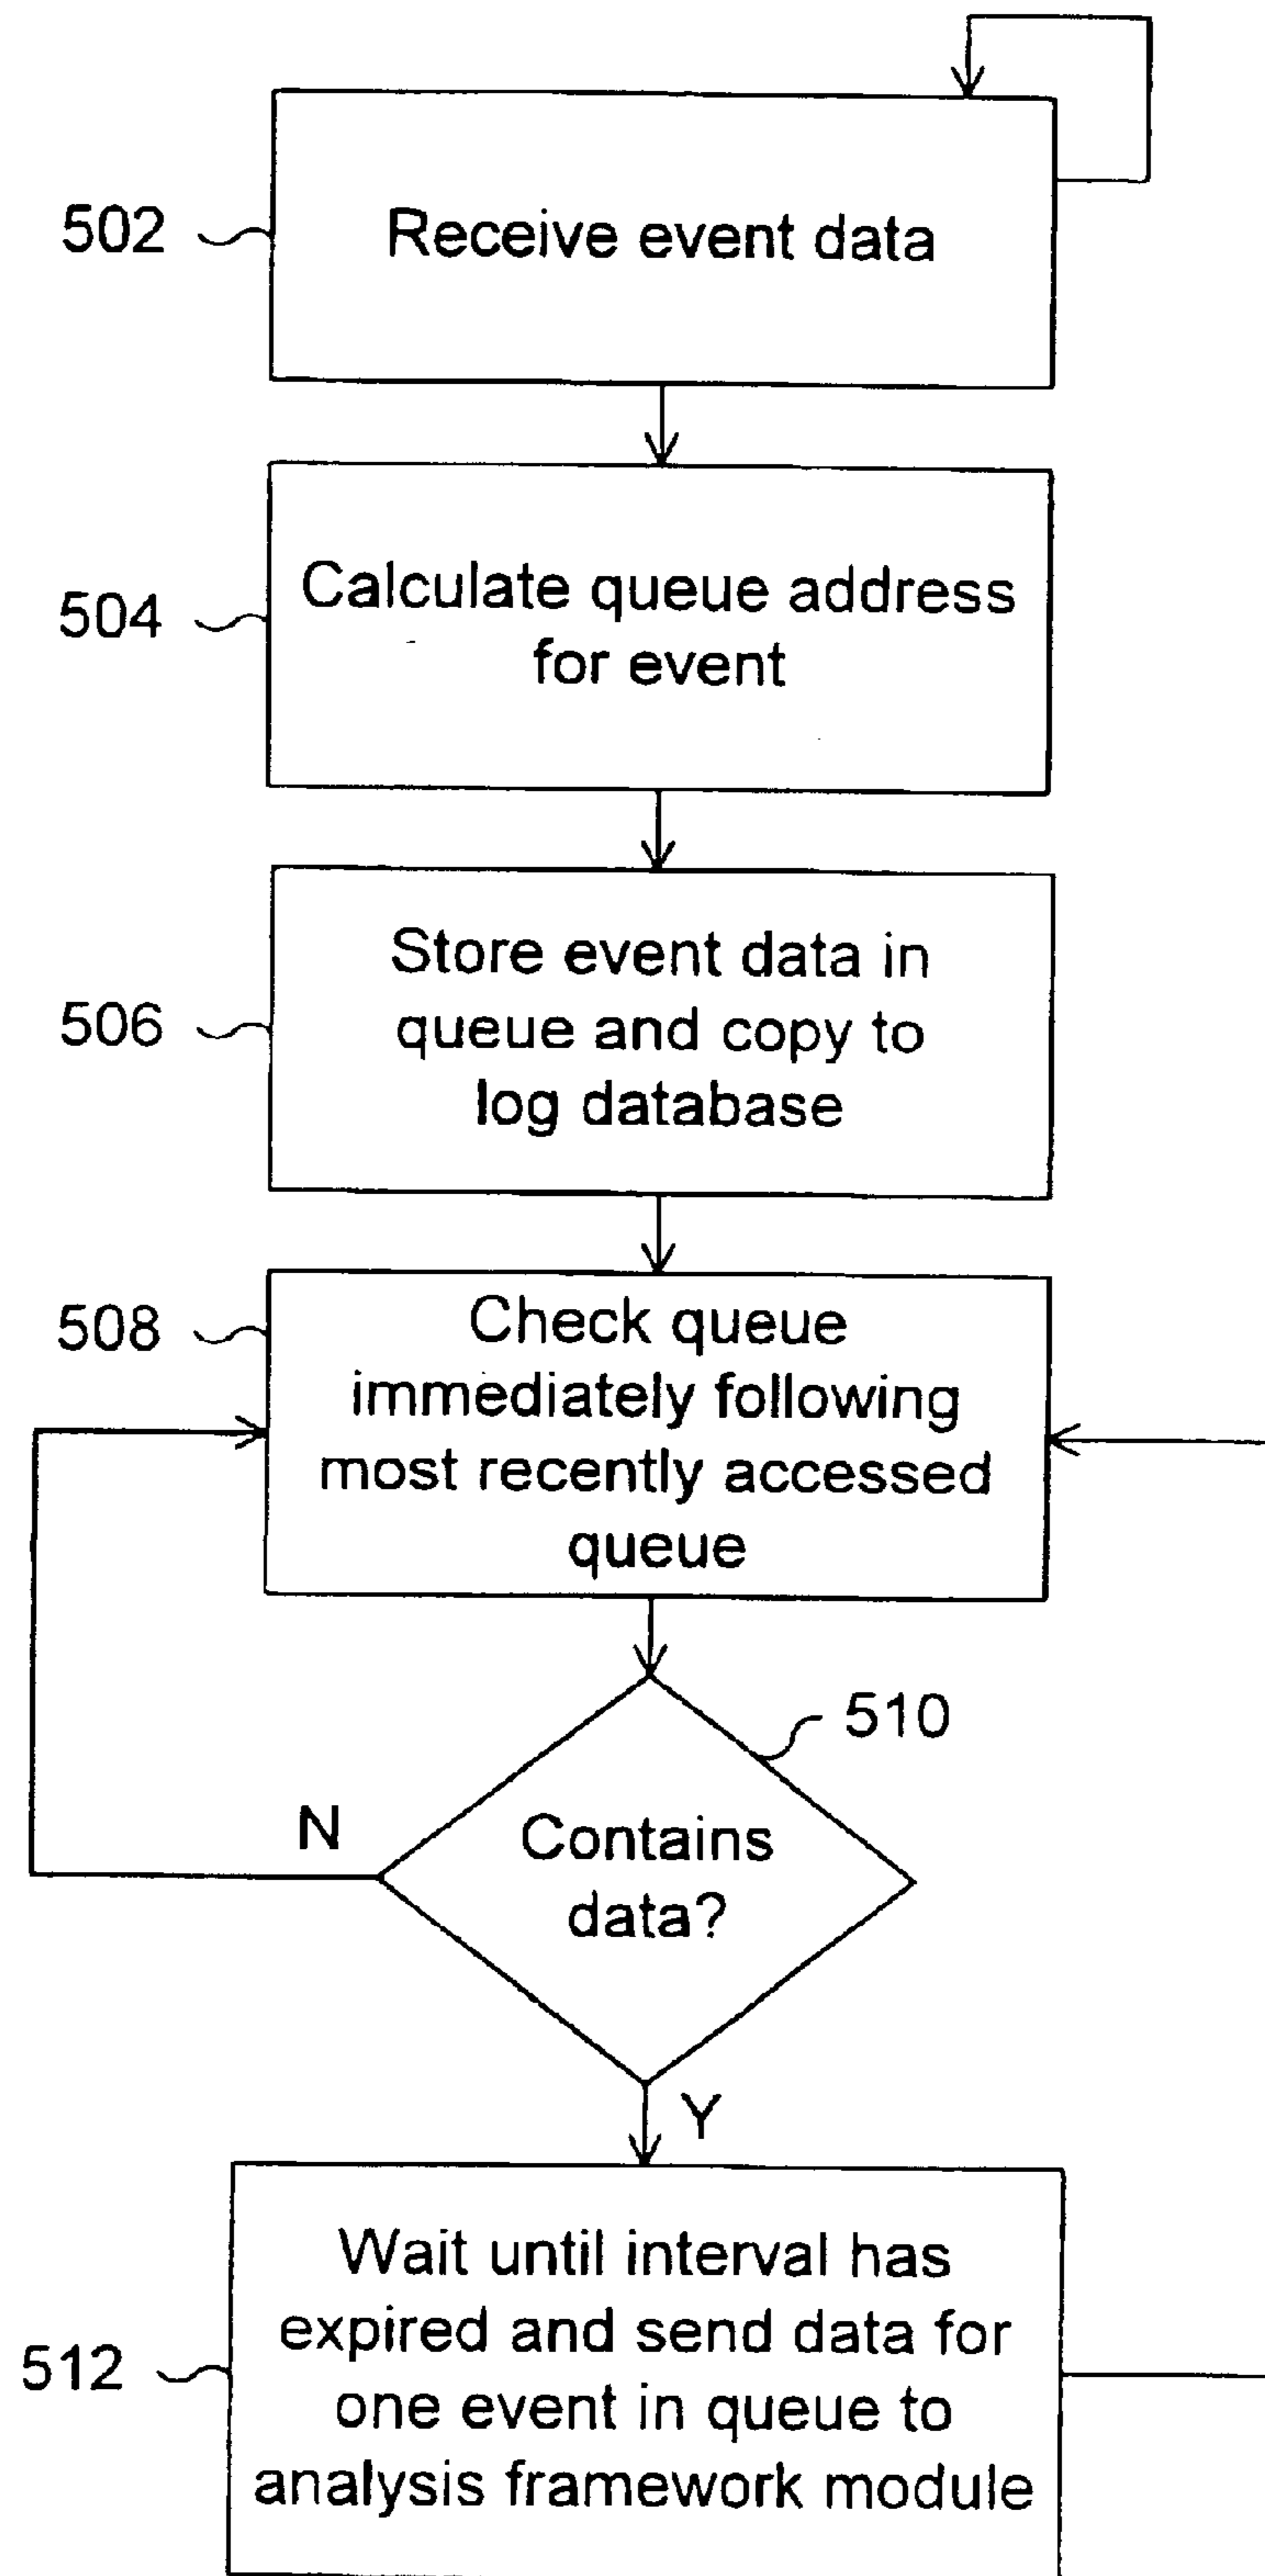 502
Receive event data
504
Calculate queue address
for event
506
Store event data in
queue and copy to
log database
508
Check queue
immediately following
most recently accessed
queue
510
Contains
data?
N
Y
512
Wait until interval has
expired and send data for
one event in queue to
analysis framework module